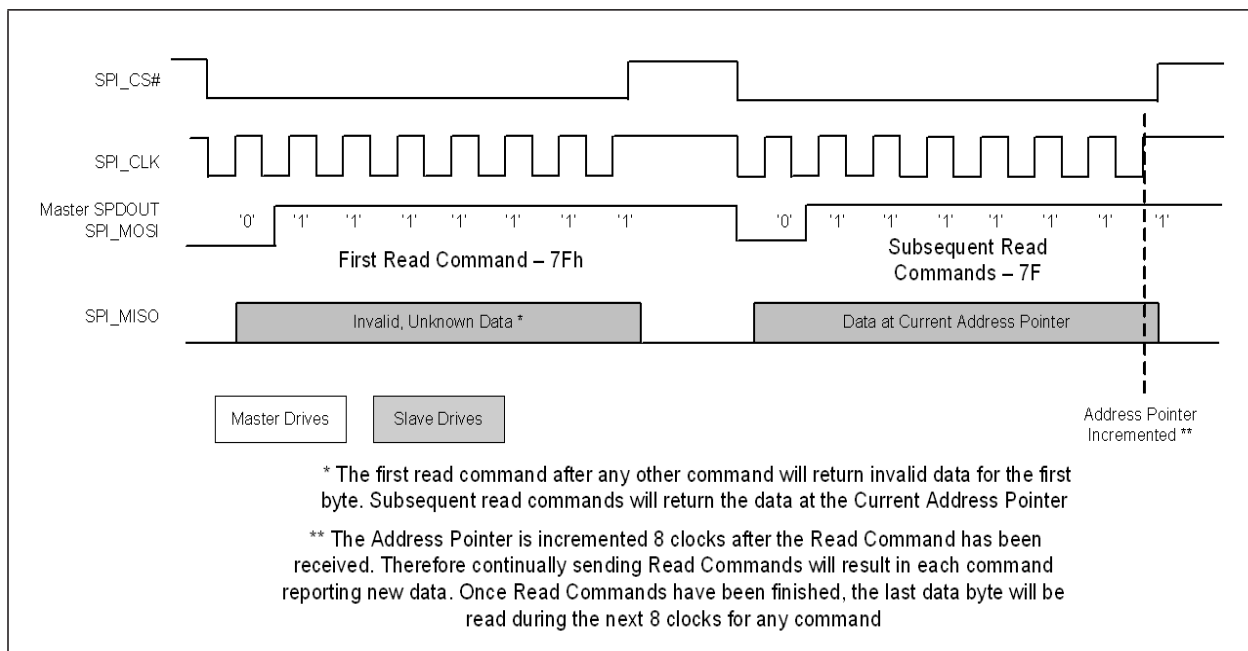 SPI_CS#
SPI_CLK
Master SPDOUT
SPI_MOSI
'0' '1' '1' '1' '1' '1' '1' '1' '0' '1' '1' '1' '1' '1' '1' '1'
First Read Command – 7Fh
Subsequent Read
Commands – 7F
SPI_MISO
Invalid, Unknown Data *
Data at Current Address Pointer
Master Drives
Slave Drives
Address Pointer
Incremented **
* The first read command after any other command will return invalid data for the first
byte. Subsequent read commands will return the data at the Current Address Pointer
** The Address Pointer is incremented 8 clocks after the Read Command has been
received. Therefore continually sending Read Commands will result in each command
reporting new data. Once Read Commands have been finished, the last data byte will be
read during the next 8 clocks for any command